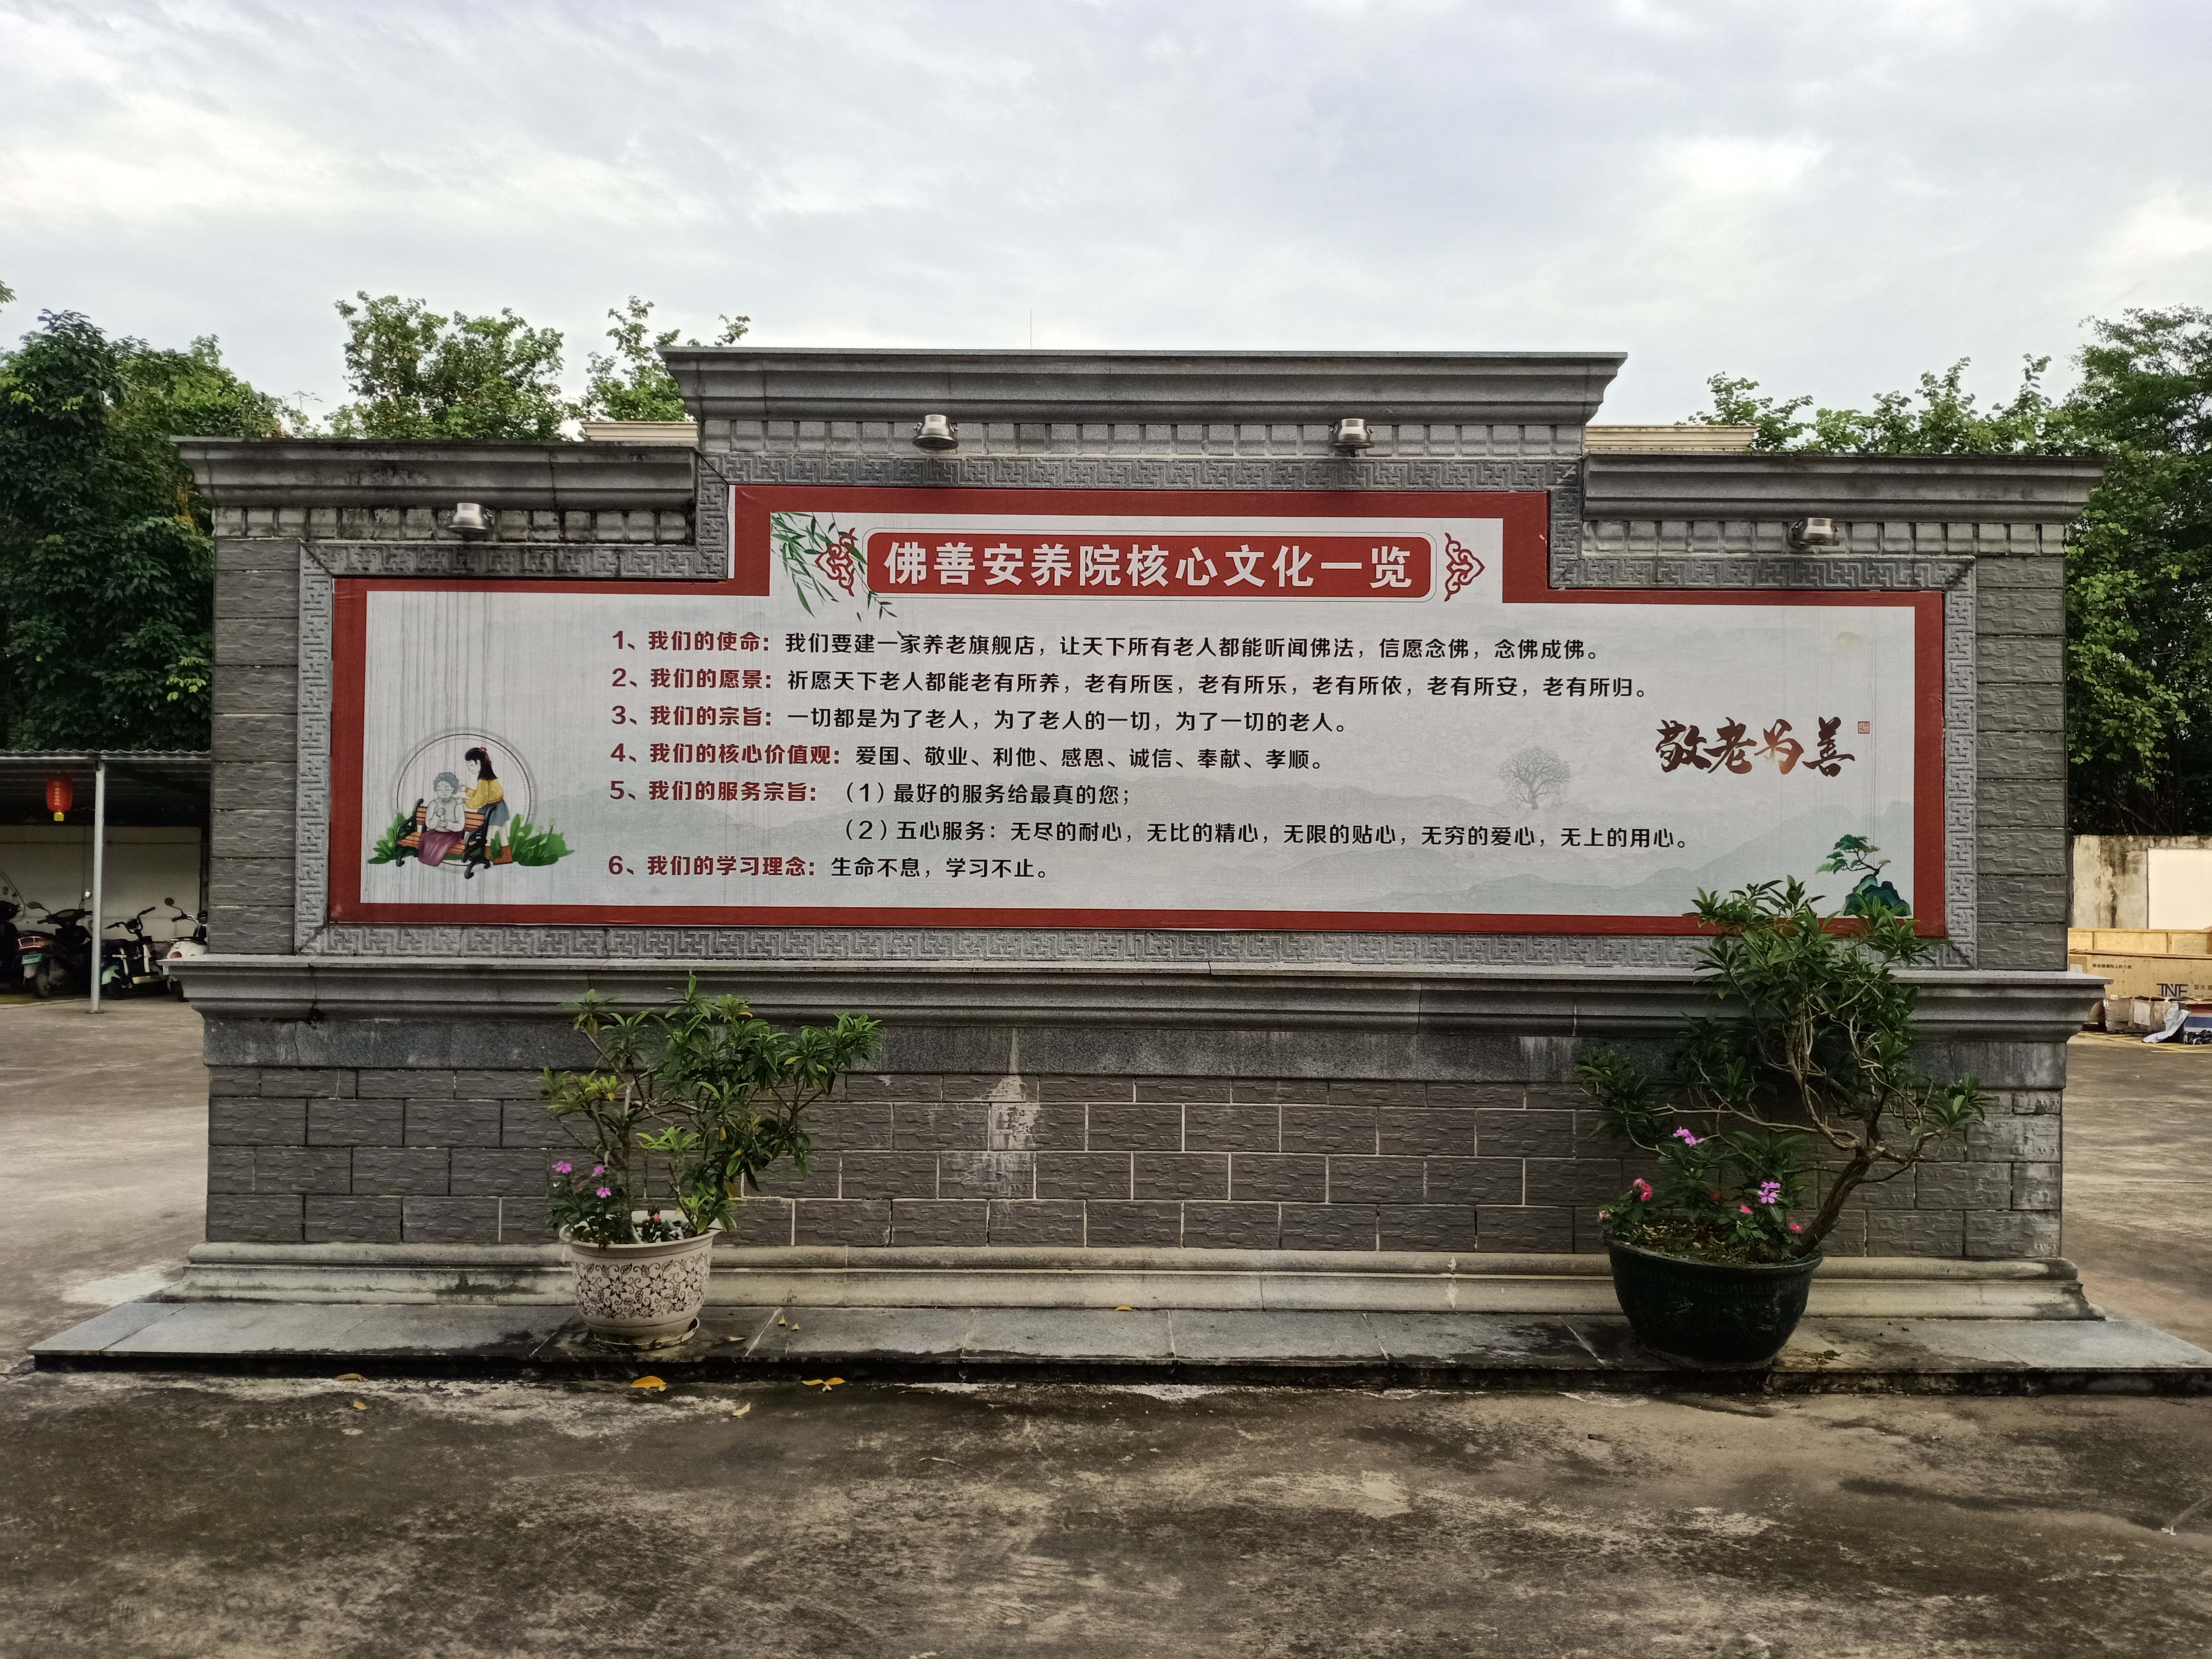 佛善安养院核心文化一览
1、我们的使命：我们要建一家养老旗舰店，让天下所有老人都能听闻佛法，信愿念佛，念佛成佛。
2、我们的愿景：祈愿天下老人都能老有所养，老有所医，老有所乐，老有所依，老有所安，老有所归。
3、我们的宗旨：一切都是为了老人，为了老人的一切，为了一切的老人。
4、我们的核心价值观：爱国、敬业、利他、感恩、诚信、奉献、孝顺。
5、我们的服务宗旨：（1）最好的服务给最真的您；
（2）五心服务：无尽的耐心，无比的精心，无限的贴心，无穷的爱心，无上的用心。
6、我们的学习理念：生命不息，学习不止。
敬老为善